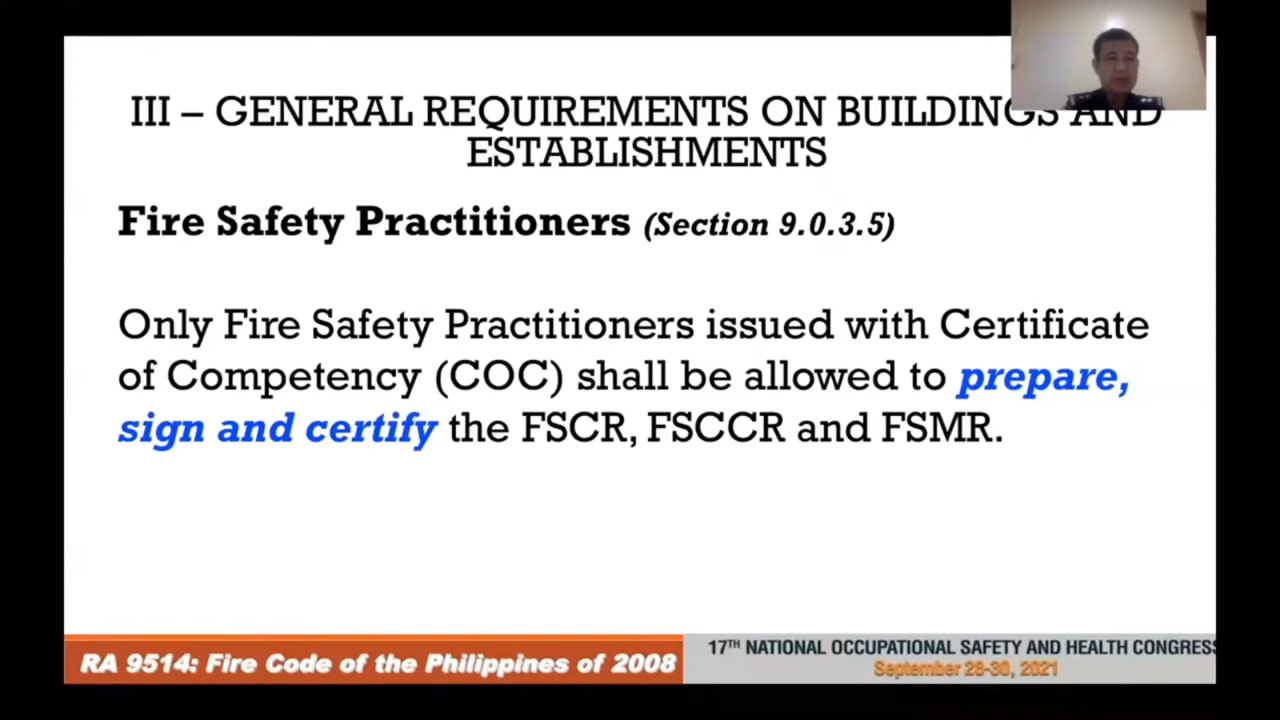 III – GENERAL REQUIREMENTS ON BUILDINGS AND
ESTABLISHMENTS
Fire Safety Practitioners (Section 9.0.3.5)
Only Fire Safety Practitioners issued with Certificate
of Competency (COC) shall be allowed to prepare,
sign and certify the FSCR, FSCCR and FSMR.
RA 9514: Fire Code of the Philippines of 2008
17TH NATIONAL OCCUPATIONAL SAFETY AND HEALTH CONGRESS
September 28-30, 2021